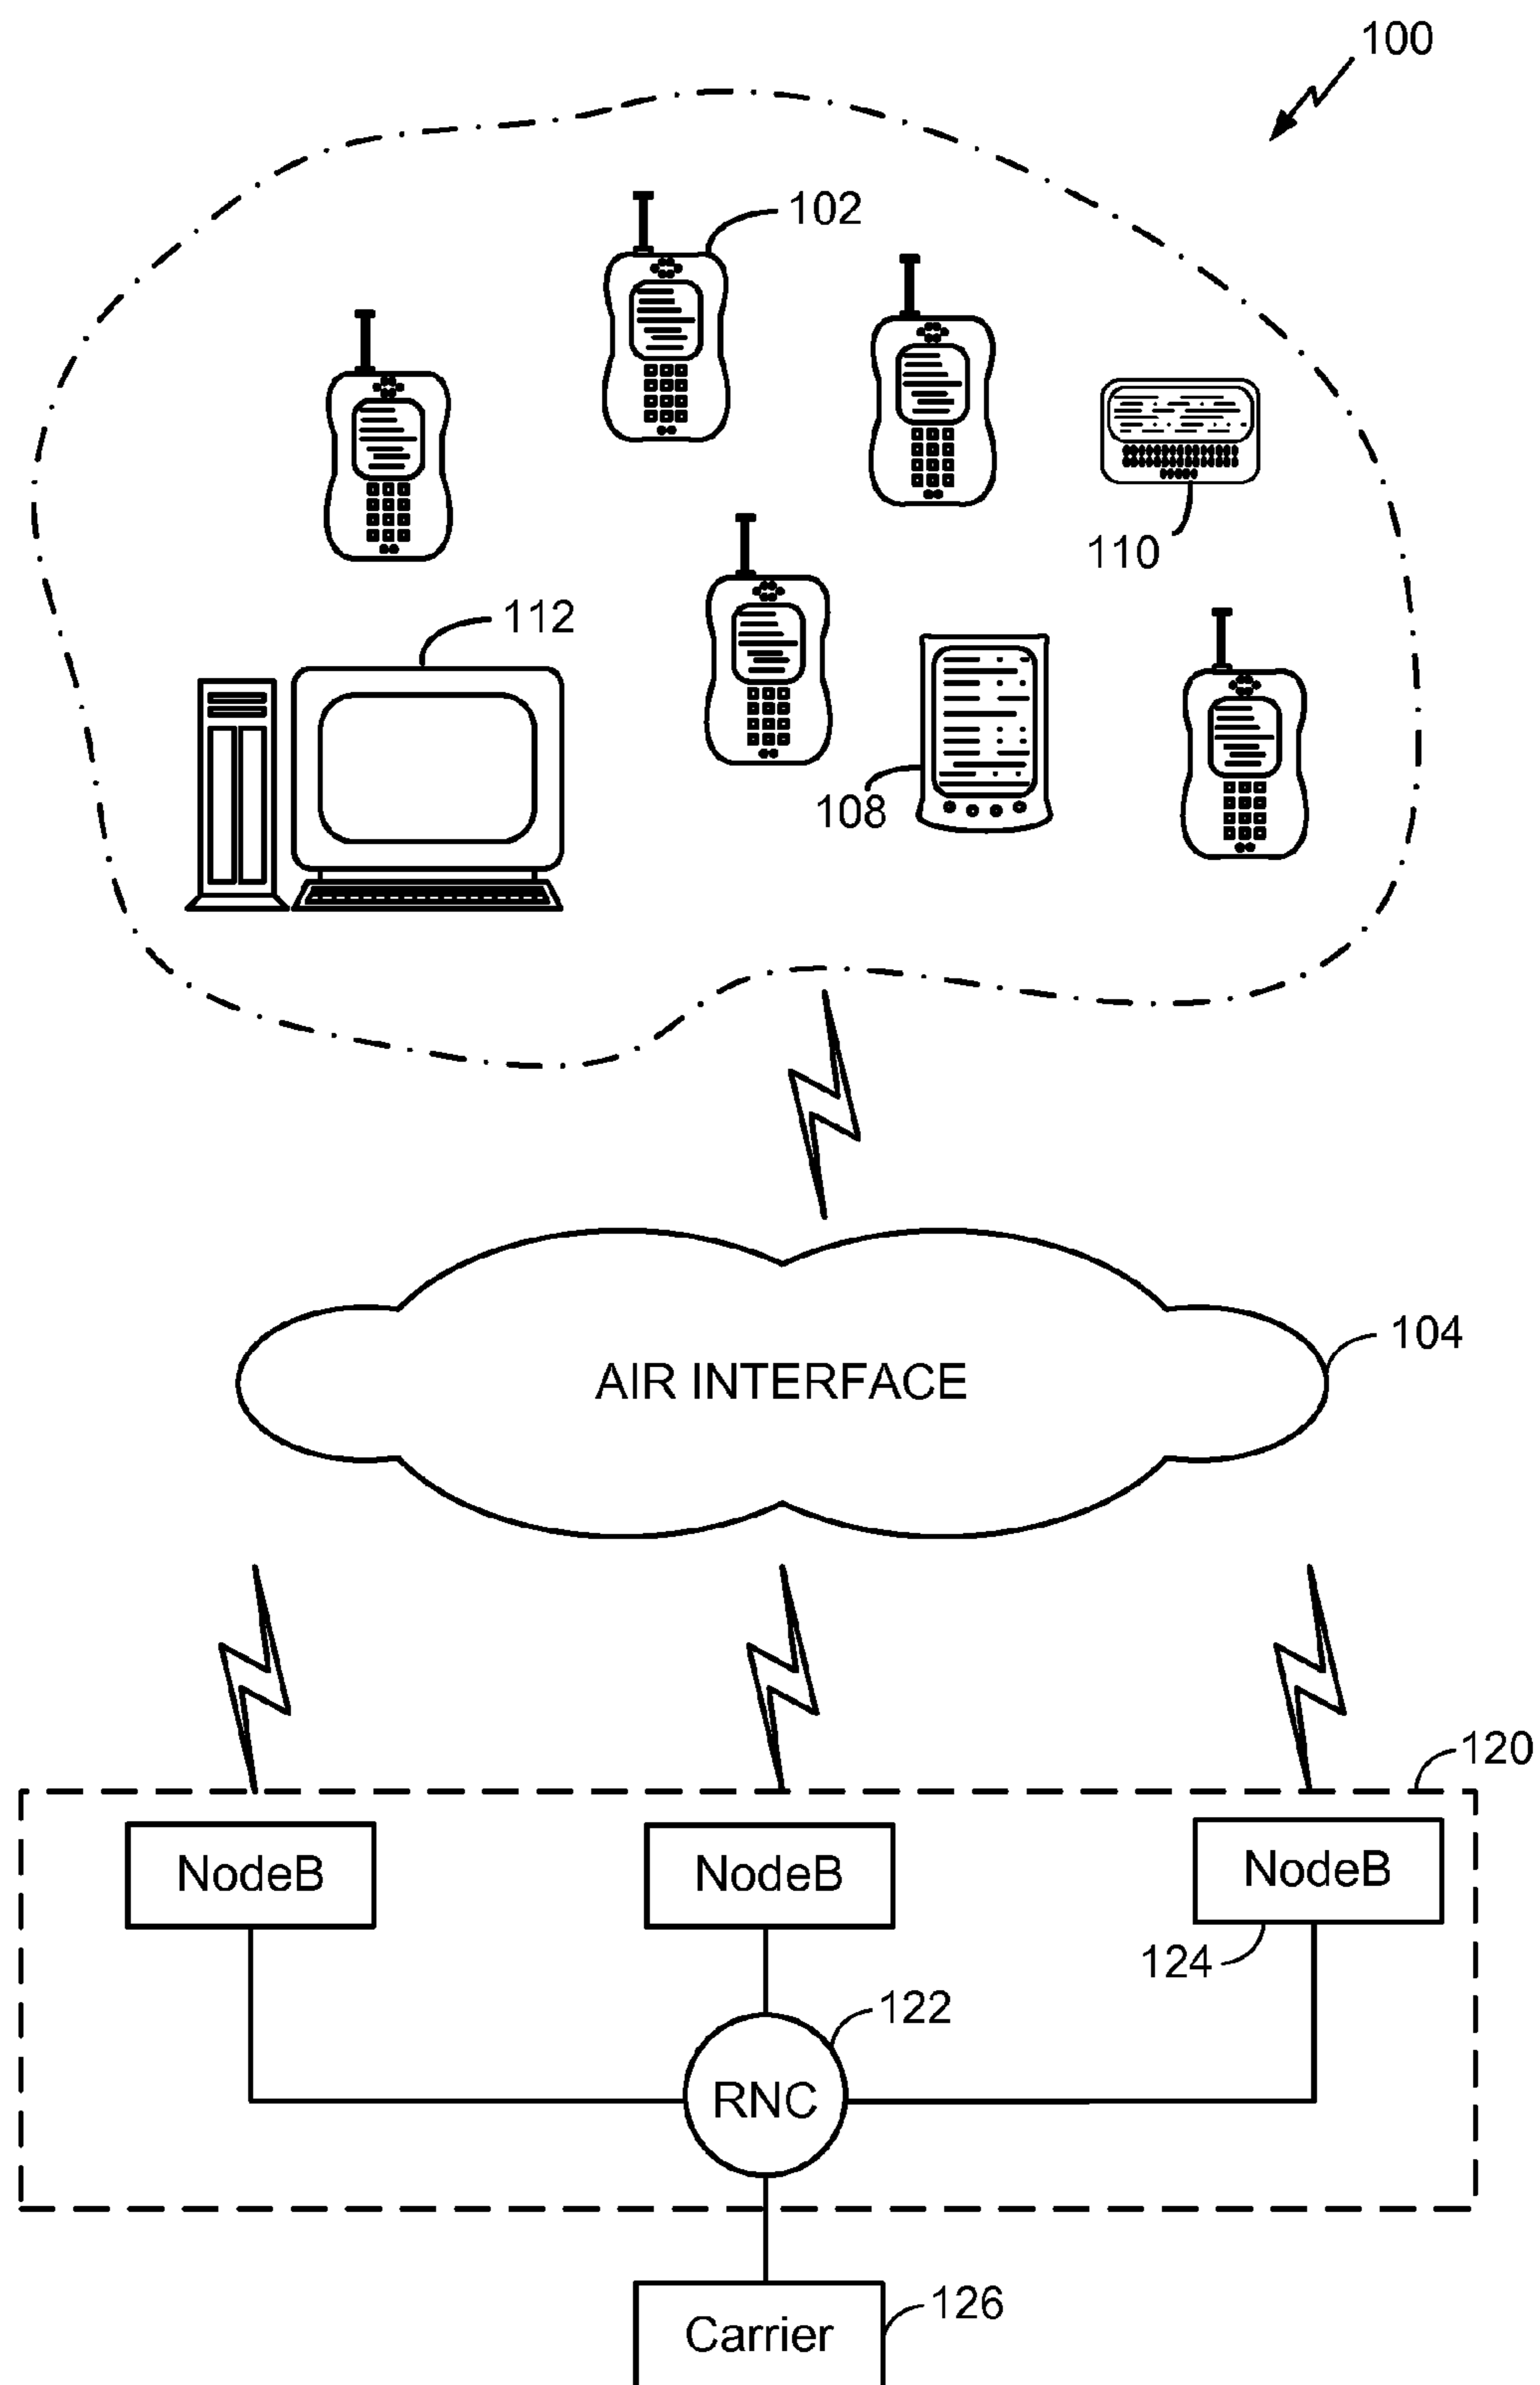 100
102
110
112
108
AIR INTERFACE
104
120
NodeB
NodeB
NodeB
124
122
RNC
126
Carrier